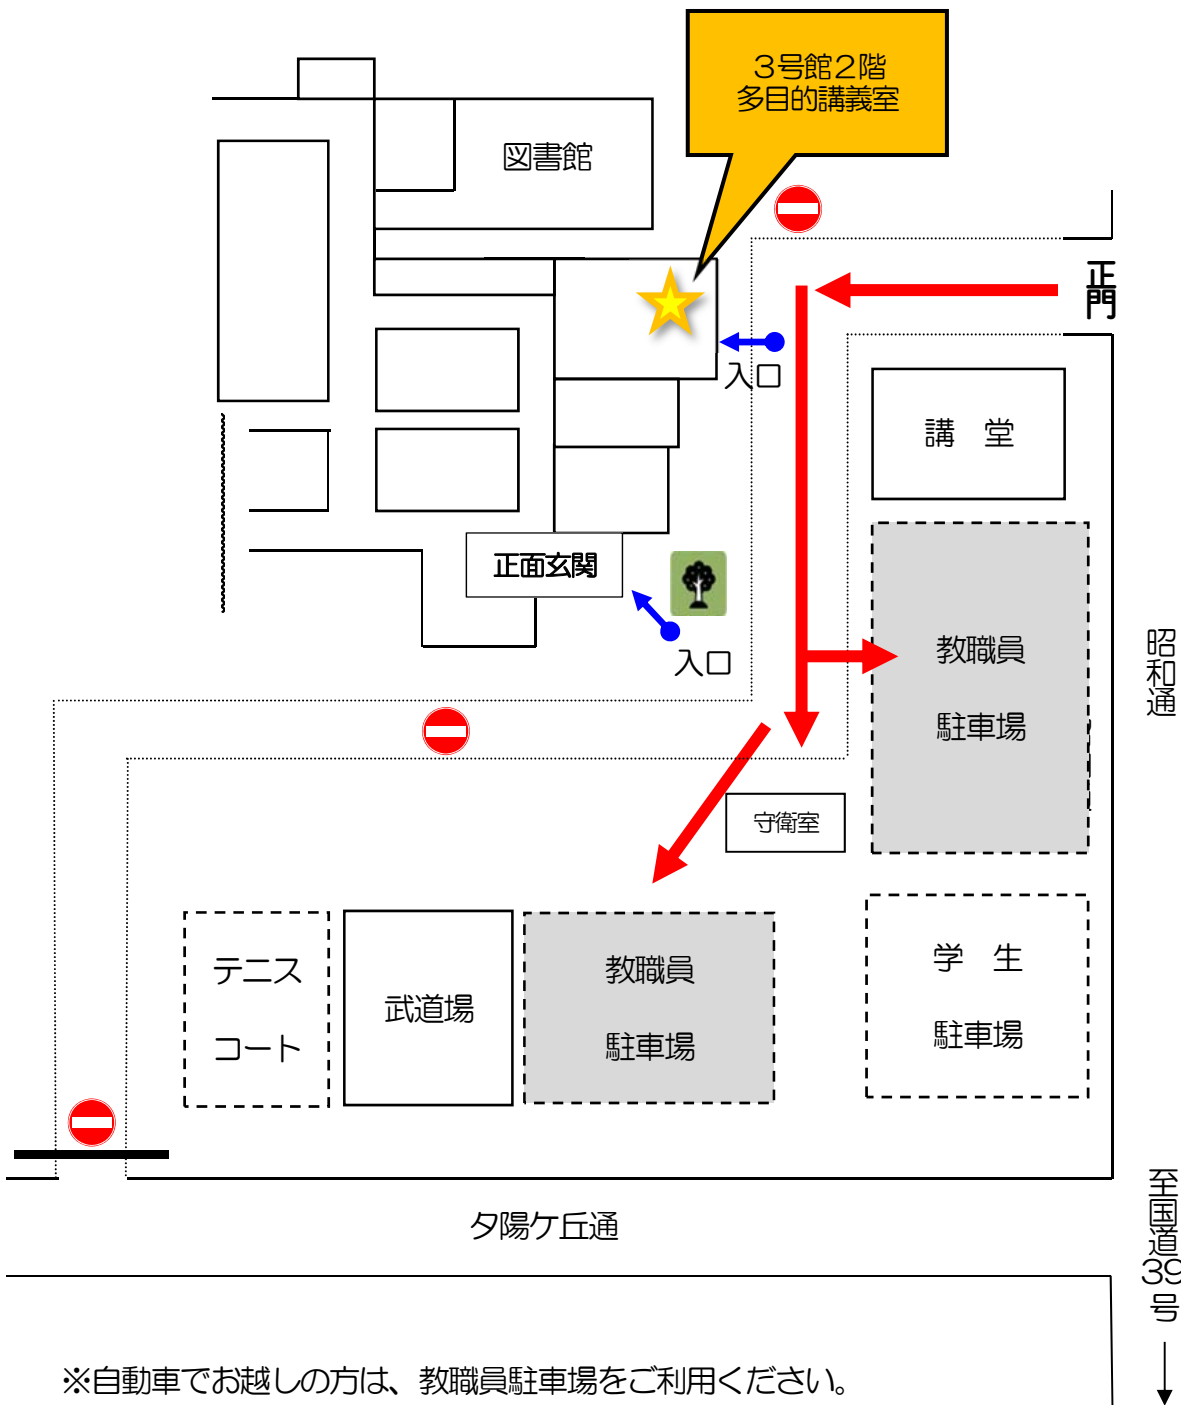 3号館2階
多目的講義室
図書館
正門
入口
講 堂
正面玄関
入口
教職員
駐車場
昭和通
守衛室
テニス
コート
武道場
教職員
駐車場
学 生
駐車場
夕陽ケ丘通
至国道39号
※自動車でお越しの方は、教職員駐車場をご利用ください。